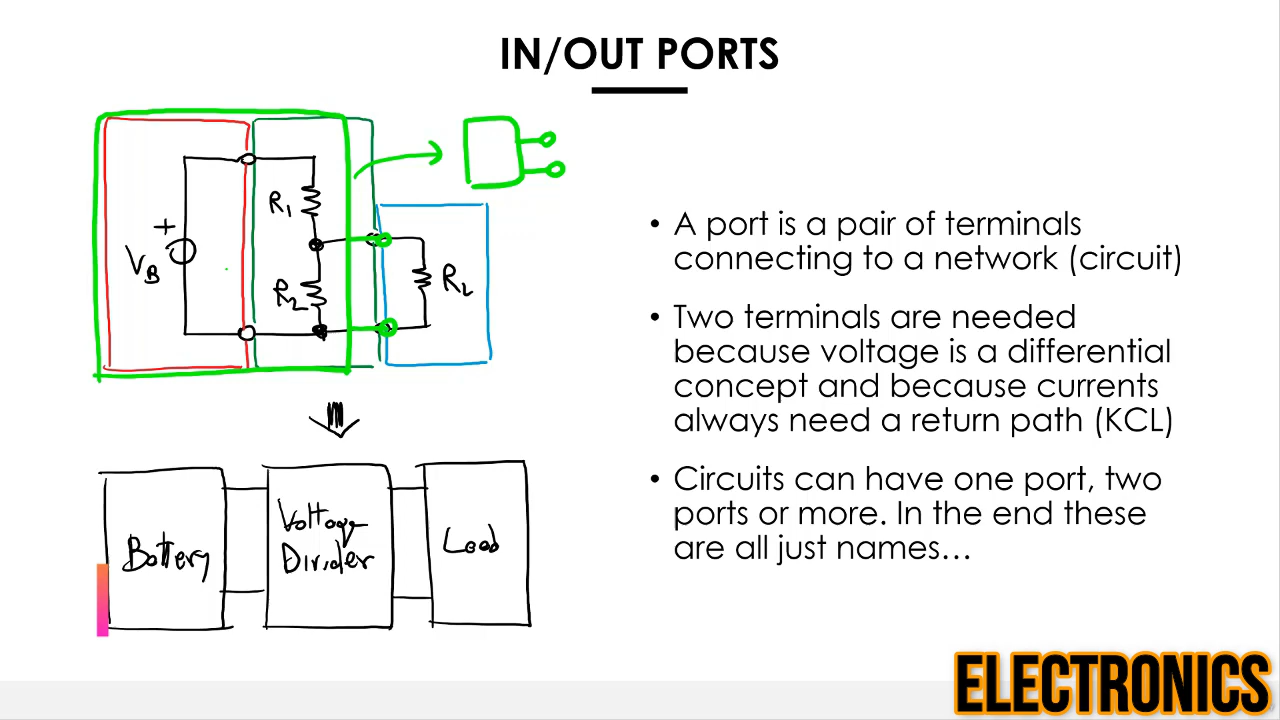 IN/OUT PORTS
+
VB
R1
R2
RL
• A port is a pair of terminals
connecting to a network (circuit)
• Two terminals are needed
because voltage is a differential
concept and because currents
always need a return path (KCL)
• Circuits can have one port, two
ports or more. In the end these
are all just names…
Battery
Voltage
Divider
Load
ELECTRONICS